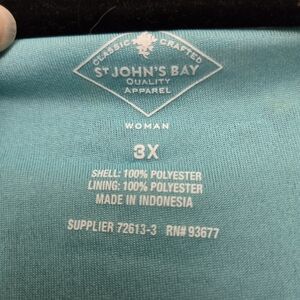 CLASSIC CRAFTED
ST JOHN'S BAY
QUALITY
APPAREL
WOMAN
3X
SHELL: 100% POLYESTER
LINING: 100% POLYESTER
MADE IN INDONESIA
SUPPLIER 72613-3 RN# 93677